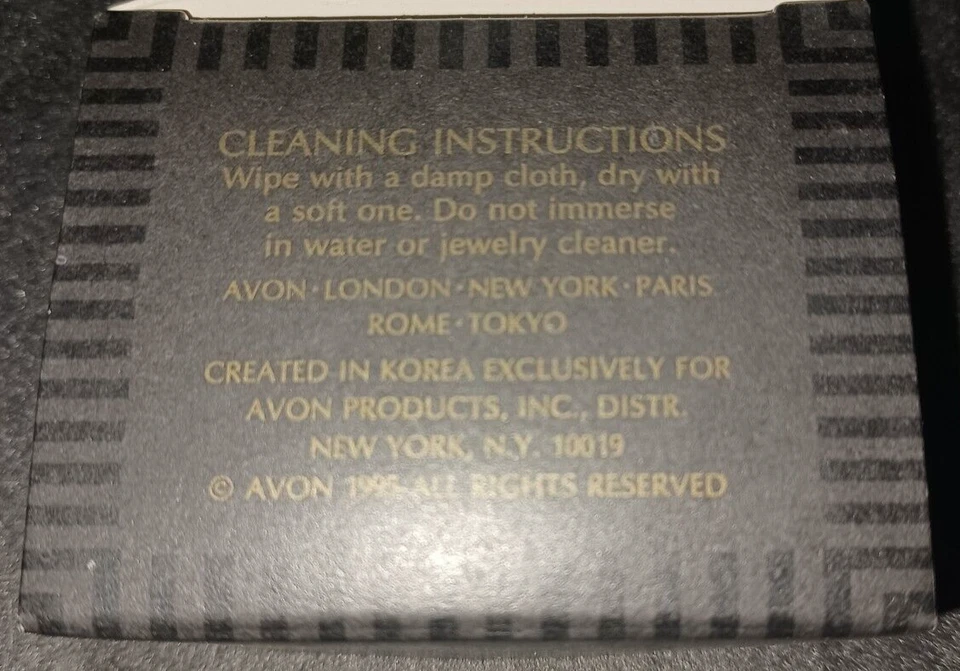 CLEANING INSTRUCTIONS
Wipe with a damp cloth, dry with
a soft one. Do not immerse
in water or jewelry cleaner.
AVON · LONDON · NEW YORK · PARIS
ROME · TOKYO
CREATED IN KOREA EXCLUSIVELY FOR
AVON PRODUCTS, INC., DISTR.
NEW YORK, N.Y. 10019
© AVON 1995 ALL RIGHTS RESERVED